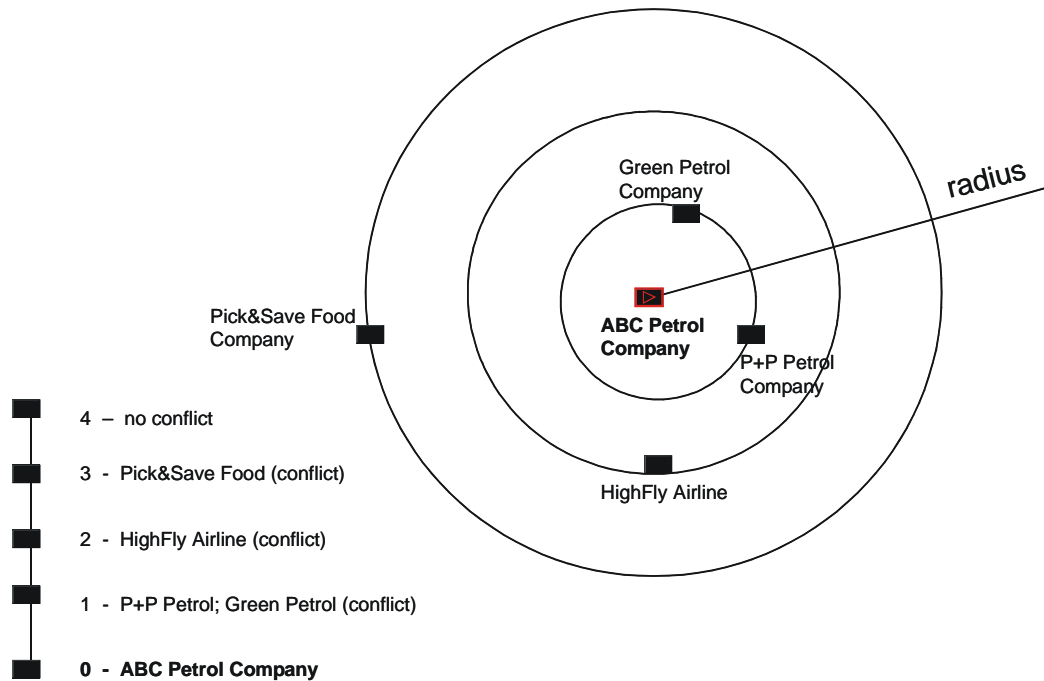 Green Petrol
Company
radius
Pick&Save Food
Company
ABC Petrol
Company
P+P Petrol
Company
HighFly Airline
4 – no conflict
3 - Pick&Save Food (conflict)
2 - HighFly Airline (conflict)
1 - P+P Petrol; Green Petrol (conflict)
0 - ABC Petrol Company